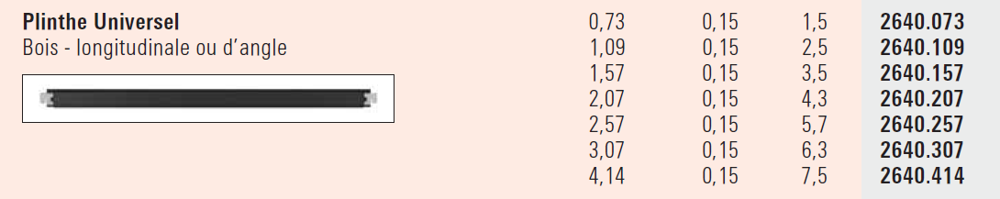 Plinthe Universel 0,73 0,15 1,5 2640.073
Bois - longitudinale ou d’angle 1,09 0,15 2,5 2640.109
1,57 0,15 3,5 2640.157
2,07 0,15 4,3 2640.207
2,57 0,15 5,7 2640.257
3,07 0,15 6,3 2640.307
4,14 0,15 7,5 2640.414